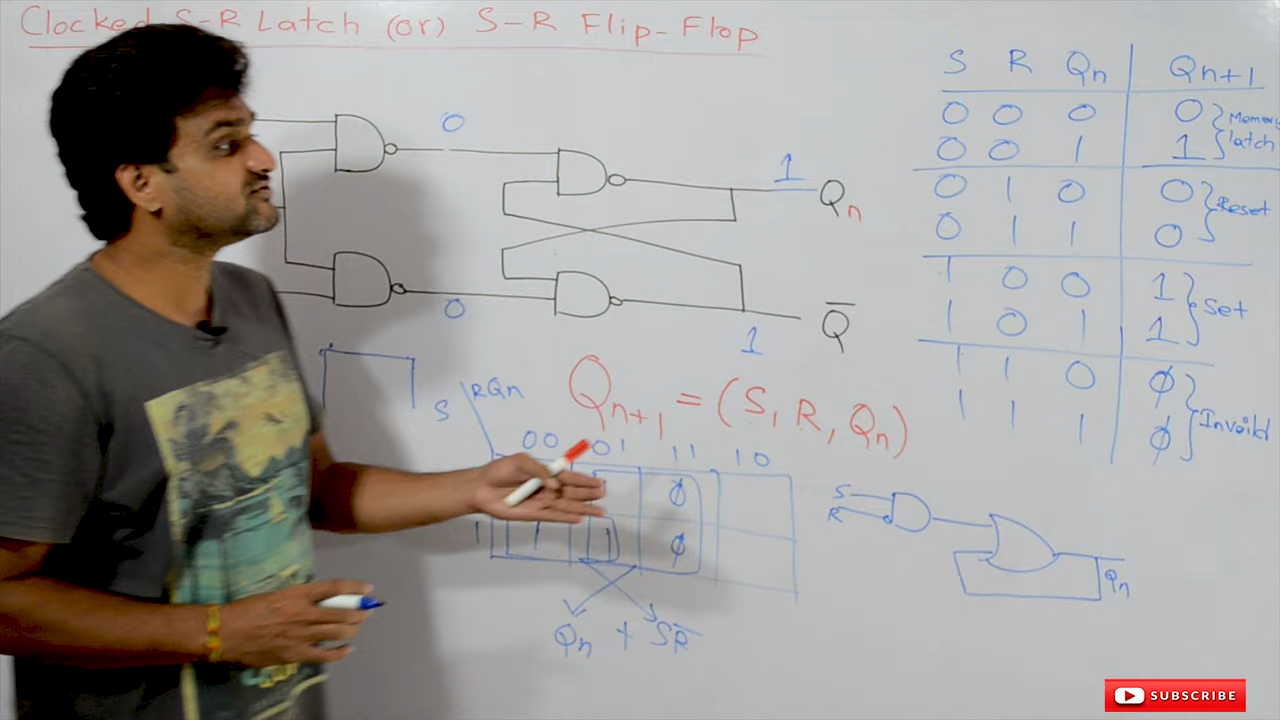 Clocked S-R Latch (or) S-R Flip-Flop
S R Qn Qn+1
0 0 0 0
0 0 1 1
Memory
latch
0 1 0 0
0 1 1 0
Reset
1 0 0 1
1 0 1 1
Set
1 1 0 ϕ
1 1 1 ϕ
Invoild
0
1 Qn
0
1 Q̅
Qn+1 = (S, R, Qn)
S RQn
00 01 11 10
ϕ
1 1 1 ϕ
Qn + SR̅
S
R
Qn
SUBSCRIBE